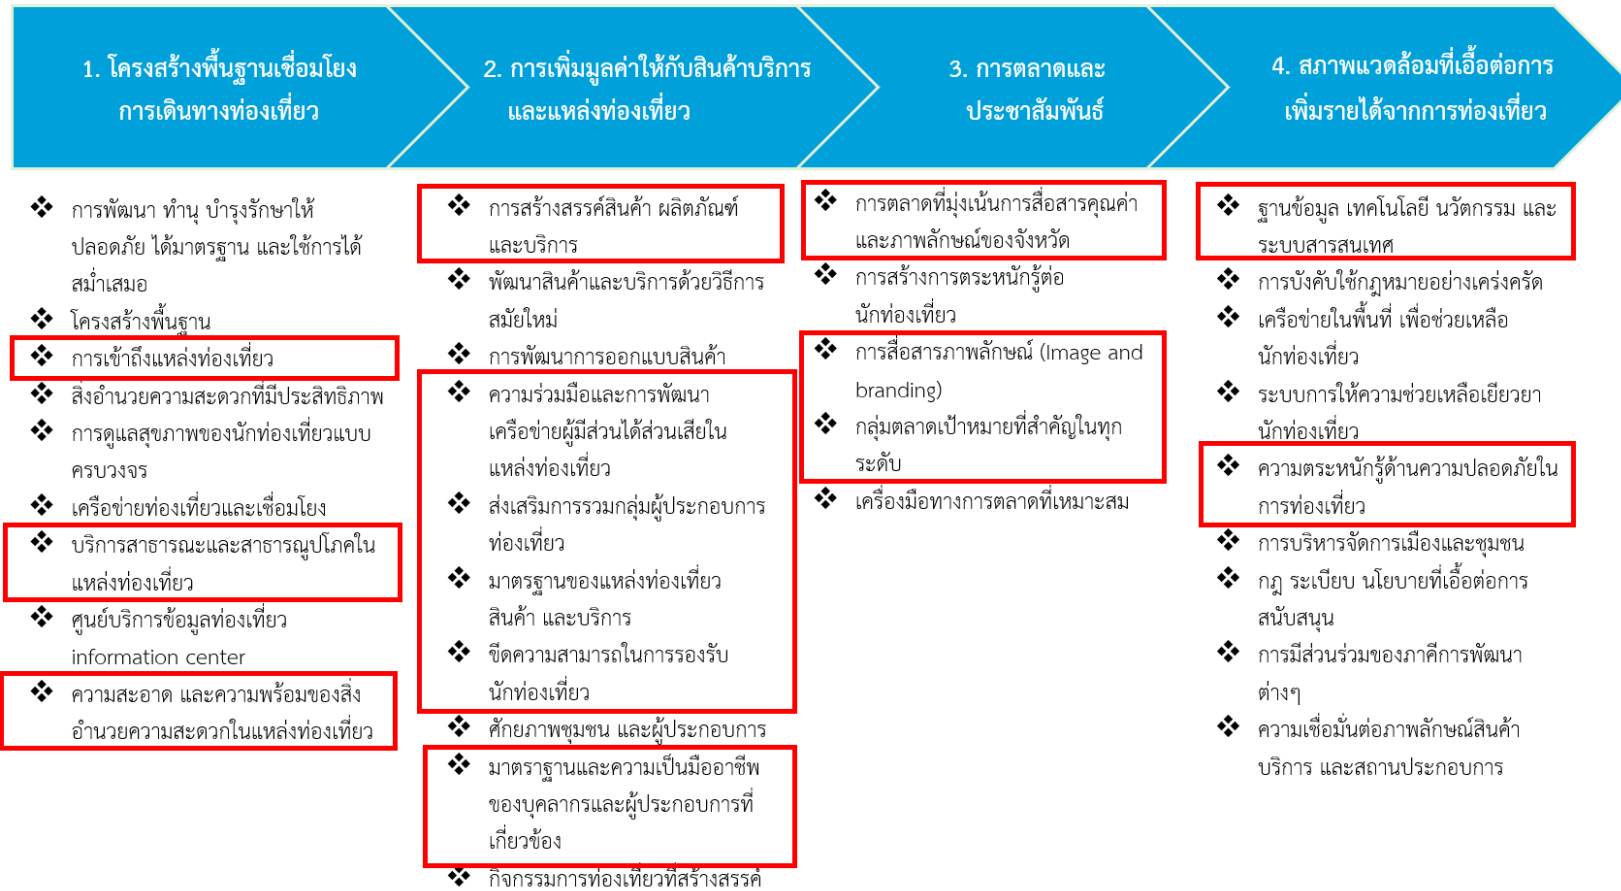 1. โครงสร้างพื้นฐานเชื่อมโยง
การเดินทางท่องเที่ยว
2. การเพิ่มมูลค่าให้กับสินค้าบริการ
และแหล่งท่องเที่ยว
3. การตลาดและ
ประชาสัมพันธ์
4. สภาพแวดล้อมที่เอื้อต่อการ
เพิ่มรายได้จากการท่องเที่ยว
❖ การพัฒนา ทำนุ บำรุงรักษาให้
ปลอดภัย ได้มาตรฐาน และใช้การได้
สม่ำเสมอ
❖ โครงสร้างพื้นฐาน
❖ การเข้าถึงแหล่งท่องเที่ยว
❖ สิ่งอำนวยความสะดวกที่มีประสิทธิภาพ
❖ การดูแลสุขภาพของนักท่องเที่ยวแบบ
ครบวงจร
❖ เครือข่ายท่องเที่ยวและเชื่อมโยง
❖ บริการสาธารณะและสาธารณูปโภคใน
แหล่งท่องเที่ยว
❖ ศูนย์บริการข้อมูลท่องเที่ยว
information center
❖ ความสะอาด และความพร้อมของสิ่ง
อำนวยความสะดวกในแหล่งท่องเที่ยว
❖ การสร้างสรรค์สินค้า ผลิตภัณฑ์
และบริการ
❖ พัฒนาสินค้าและบริการด้วยวิธีการ
สมัยใหม่
❖ การพัฒนาการออกแบบสินค้า
❖ ความร่วมมือและการพัฒนา
เครือข่ายผู้มีส่วนได้ส่วนเสียใน
แหล่งท่องเที่ยว
❖ ส่งเสริมการรวมกลุ่มผู้ประกอบการ
ท่องเที่ยว
❖ มาตรฐานของแหล่งท่องเที่ยว
สินค้า และบริการ
❖ ขีดความสามารถในการรองรับ
นักท่องเที่ยว
❖ ศักยภาพชุมชน และผู้ประกอบการ
❖ มาตราฐานและความเป็นมืออาชีพ
ของบุคลากรและผู้ประกอบการที่
เกี่ยวข้อง
❖ กิจกรรมการท่องเที่ยวที่สร้างสรรค์
❖ การตลาดที่มุ่งเน้นการสื่อสารคุณค่า
และภาพลักษณ์ของจังหวัด
❖ การสร้างการตระหนักรู้ต่อ
นักท่องเที่ยว
❖ การสื่อสารภาพลักษณ์ (Image and
branding)
❖ กลุ่มตลาดเป้าหมายที่สำคัญในทุก
ระดับ
❖ เครื่องมือทางการตลาดที่เหมาะสม
❖ ฐานข้อมูล เทคโนโลยี นวัตกรรม และ
ระบบสารสนเทศ
❖ การบังคับใช้กฎหมายอย่างเคร่งครัด
❖ เครือข่ายในพื้นที่ เพื่อช่วยเหลือ
นักท่องเที่ยว
❖ ระบบการให้ความช่วยเหลือเยียวยา
นักท่องเที่ยว
❖ ความตระหนักรู้ด้านความปลอดภัยใน
การท่องเที่ยว
❖ การบริหารจัดการเมืองและชุมชน
❖ กฎ ระเบียบ นโยบายที่เอื้อต่อการ
สนับสนุน
❖ การมีส่วนร่วมของภาคีการพัฒนา
ต่างๆ
❖ ความเชื่อมั่นต่อภาพลักษณ์สินค้า
บริการ และสถานประกอบการ